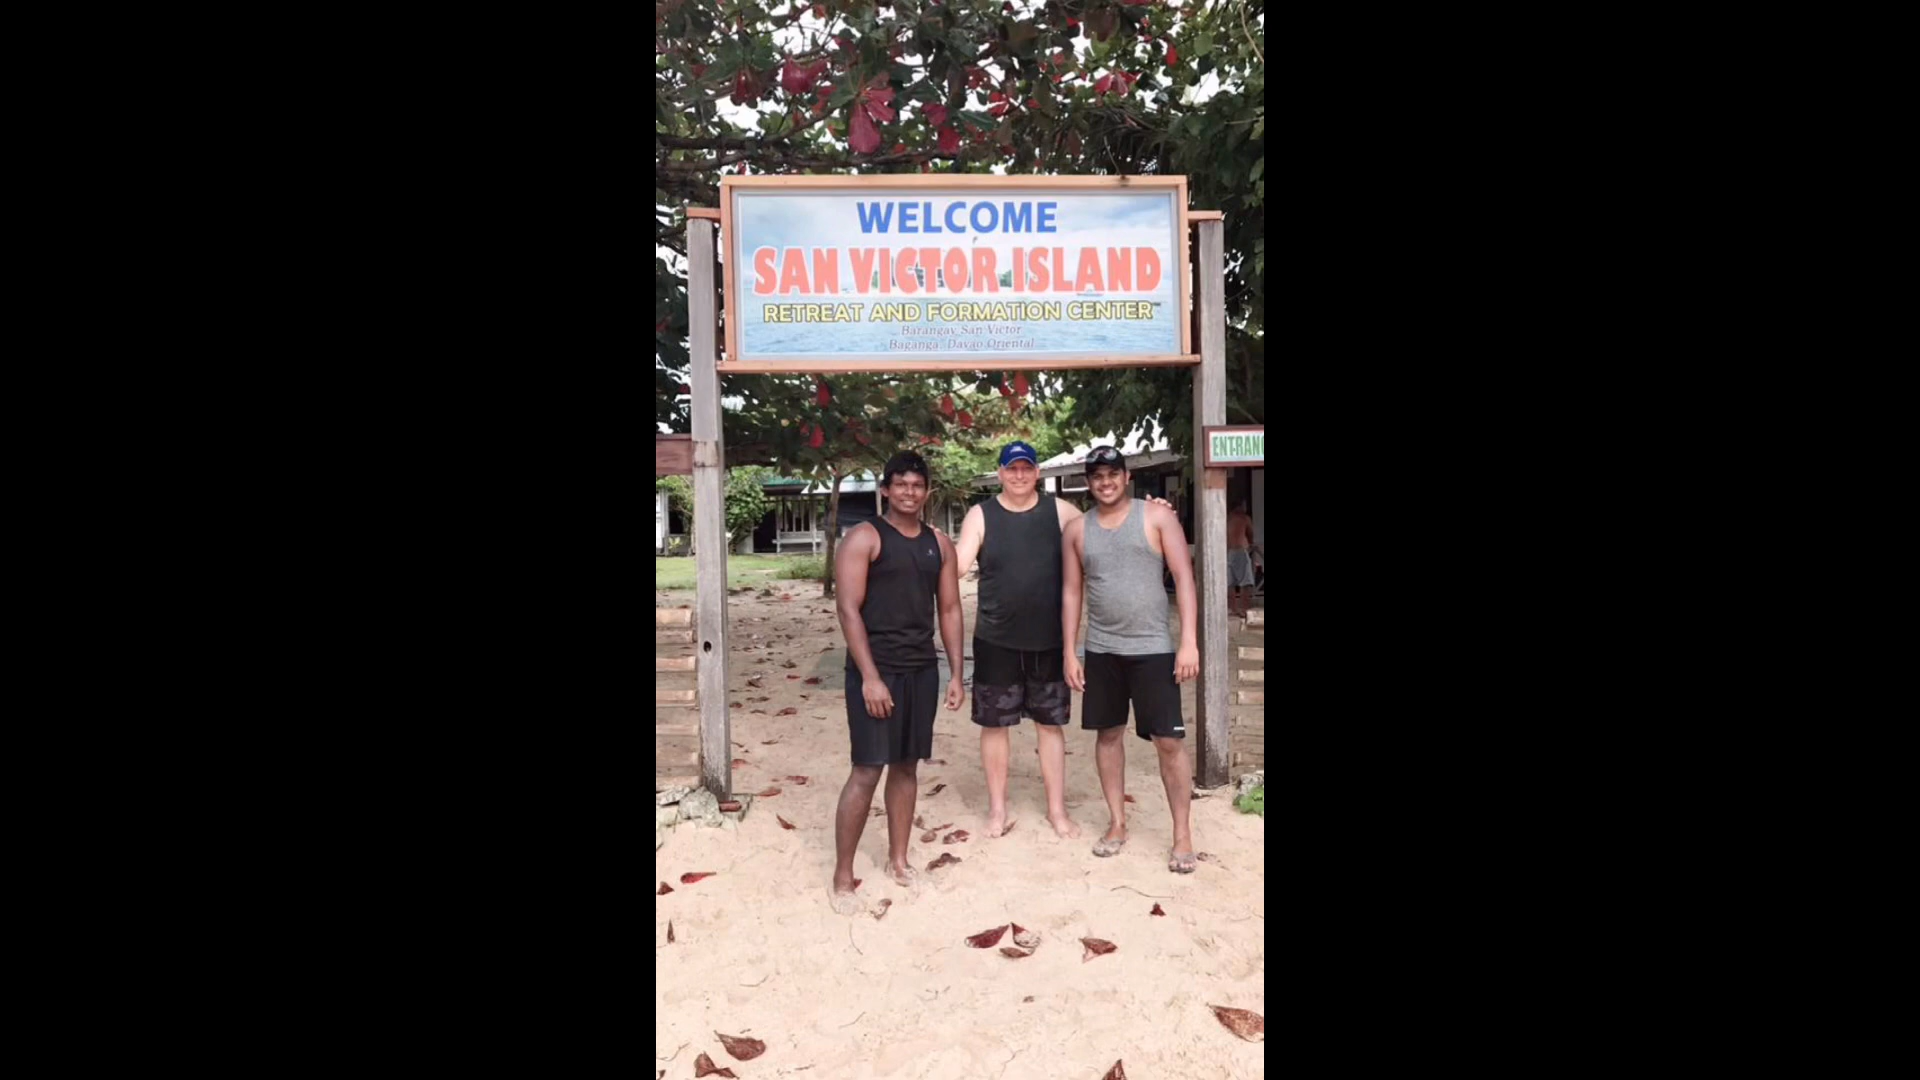 WELCOME
SAN VICTOR ISLAND
RETREAT AND FORMATION CENTER
Barangay San Victor
Baganga, Davao Oriental